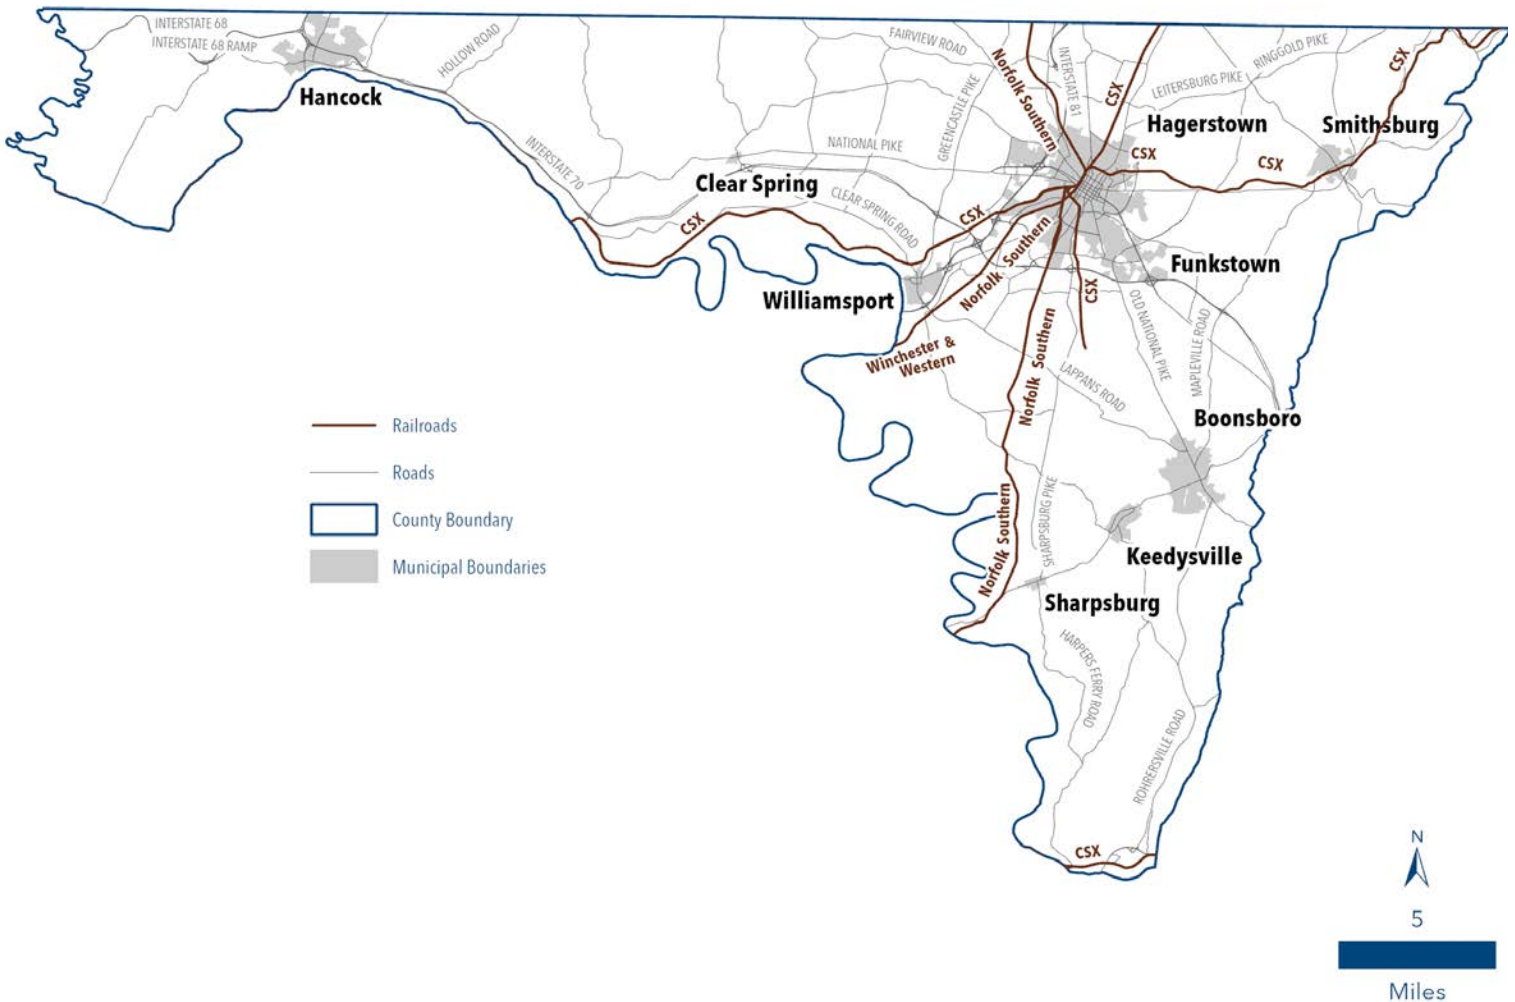 INTERSTATE 68
INTERSTATE 68 RAMP
HOLLOW ROAD
Hancock
INTERSTATE 70
FAIRVIEW ROAD
Norfolk Southern
INTERSTATE 81
CSX
LEITERSBURG PIKE
RINGGOLD PIKE
CSX
GREENCASTLE PIKE
NATIONAL PIKE
Hagerstown
Smithsburg
CSX
CSX
Clear Spring
CLEAR SPRING ROAD
CSX
CSX
Norfolk Southern
Funkstown
Williamsport
CSX
OLD NATIONAL PIKE
MAPLEVILLE ROAD
Winchester &
Western
Norfolk Southern
LAPPANS ROAD
Boonsboro
Railroads
Roads
County Boundary
Municipal Boundaries
Norfolk Southern
SHARPSBURG PIKE
Keedysville
Sharpsburg
HARPERS FERRY ROAD
ROHRERSVILLE ROAD
CSX
N
5
Miles